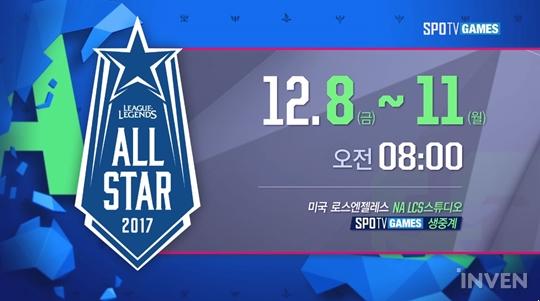 SPOTV GAMES
LEAGUE OF LEGENDS
ALL
STAR
2017
12.8(금) ~ 11(월)
오전 08:00
미국 로스엔젤레스 NA LCS스튜디오
SPOTV GAMES 생중계
INVEN